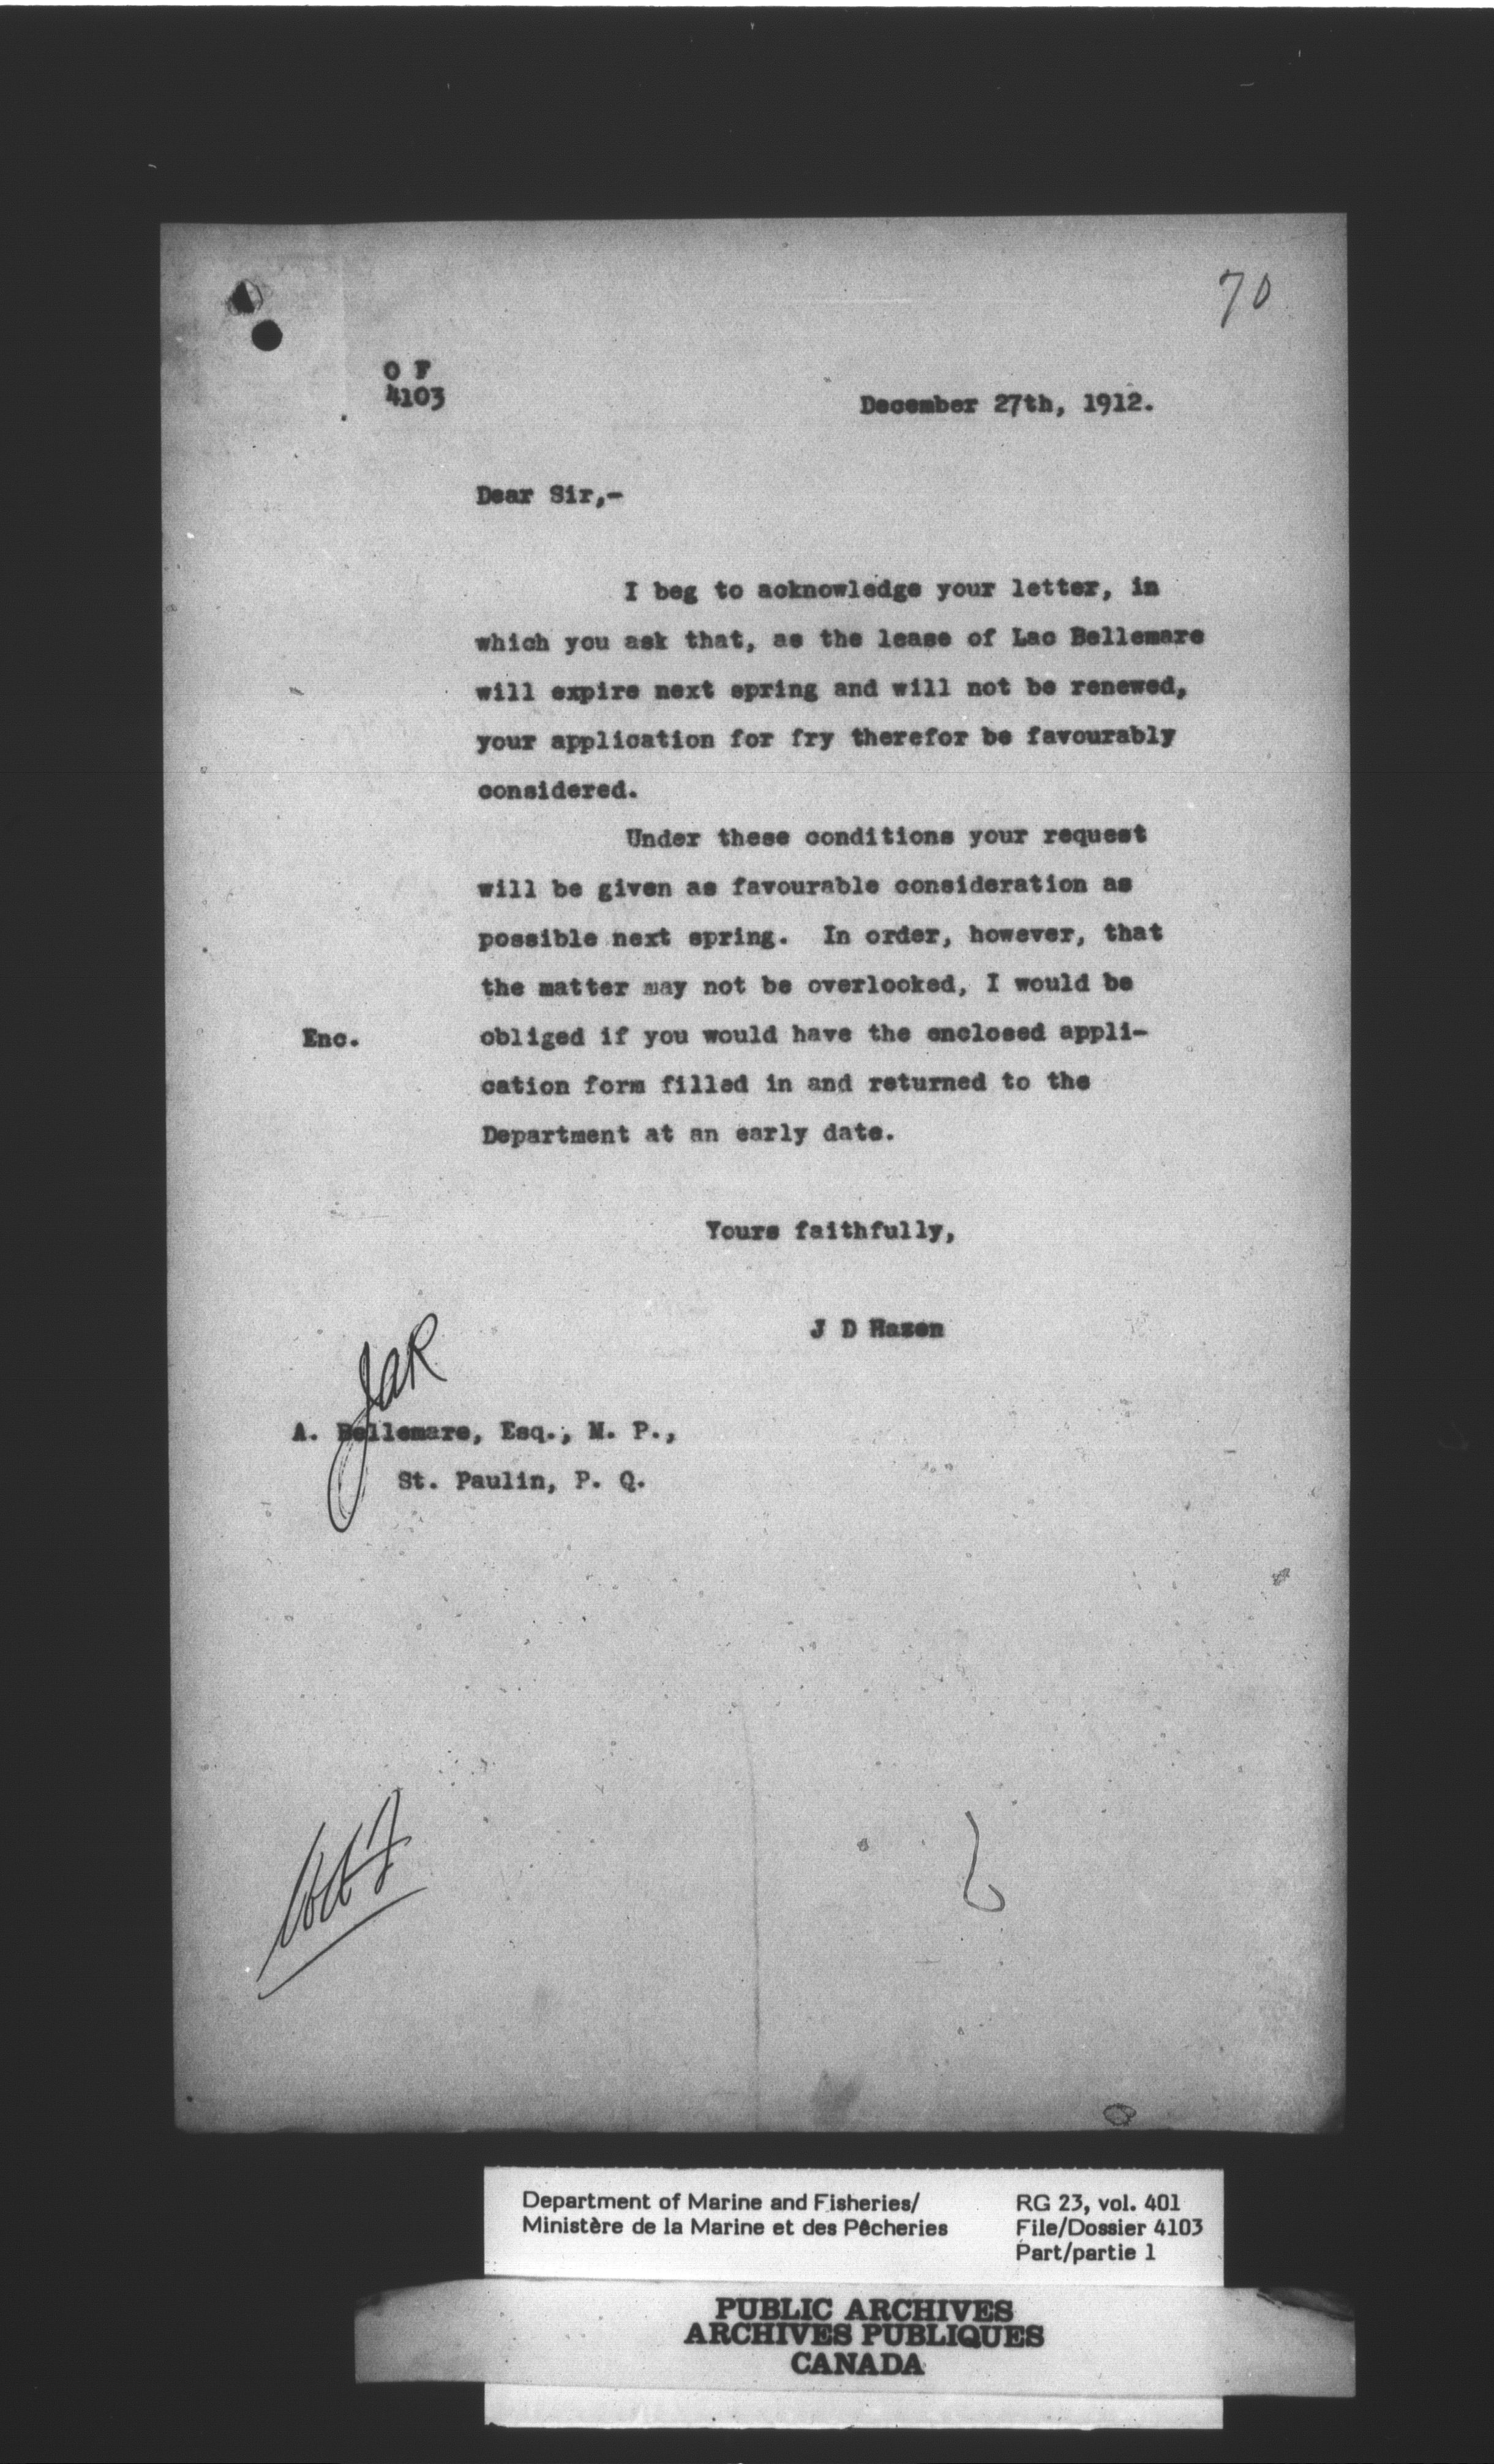 70
O F
4103
December 27th, 1912.
Dear Sir,-
I beg to acknowledge your letter, in
which you ask that, as the lease of Lac Bellemare
will expire next spring and will not be renewed,
your application for fry therefor be favourably
considered.
Under these conditions your request
will be given as favourable consideration as
possible next spring. In order, however, that
the matter may not be overlooked, I would be
Enc. obliged if you would have the enclosed appli-
cation form filled in and returned to the
Department at an early date.
Yours faithfully,
J D Hazen
JAR
A. Bellemare, Esq., M. P.,
St. Paulin, P. Q.
Department of Marine and Fisheries/
Ministère de la Marine et des Pêcheries
RG 23, vol. 401
File/Dossier 4103
Part/partie 1
PUBLIC ARCHIVES
ARCHIVES PUBLIQUES
CANADA